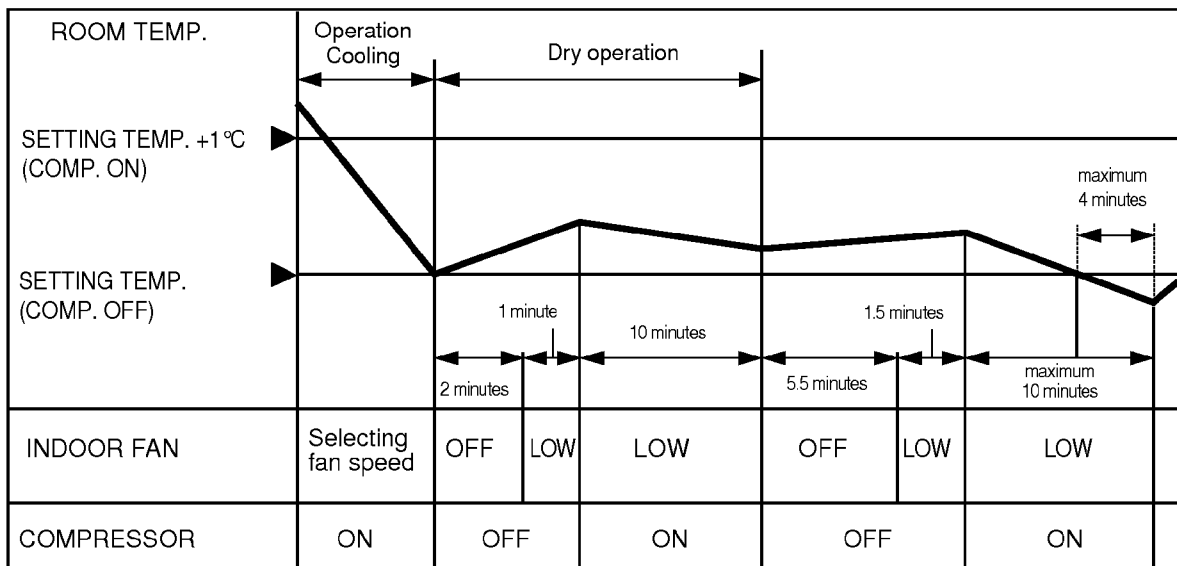 ROOM TEMP.
Operation
Cooling
Dry operation
SETTING TEMP. +1°C
(COMP. ON)
maximum
4 minutes
SETTING TEMP.
(COMP. OFF)
1 minute
10 minutes
1.5 minutes
2 minutes
5.5 minutes
maximum
10 minutes
INDOOR FAN
Selecting
fan speed
OFF
LOW
LOW
OFF
LOW
LOW
COMPRESSOR
ON
OFF
ON
OFF
ON